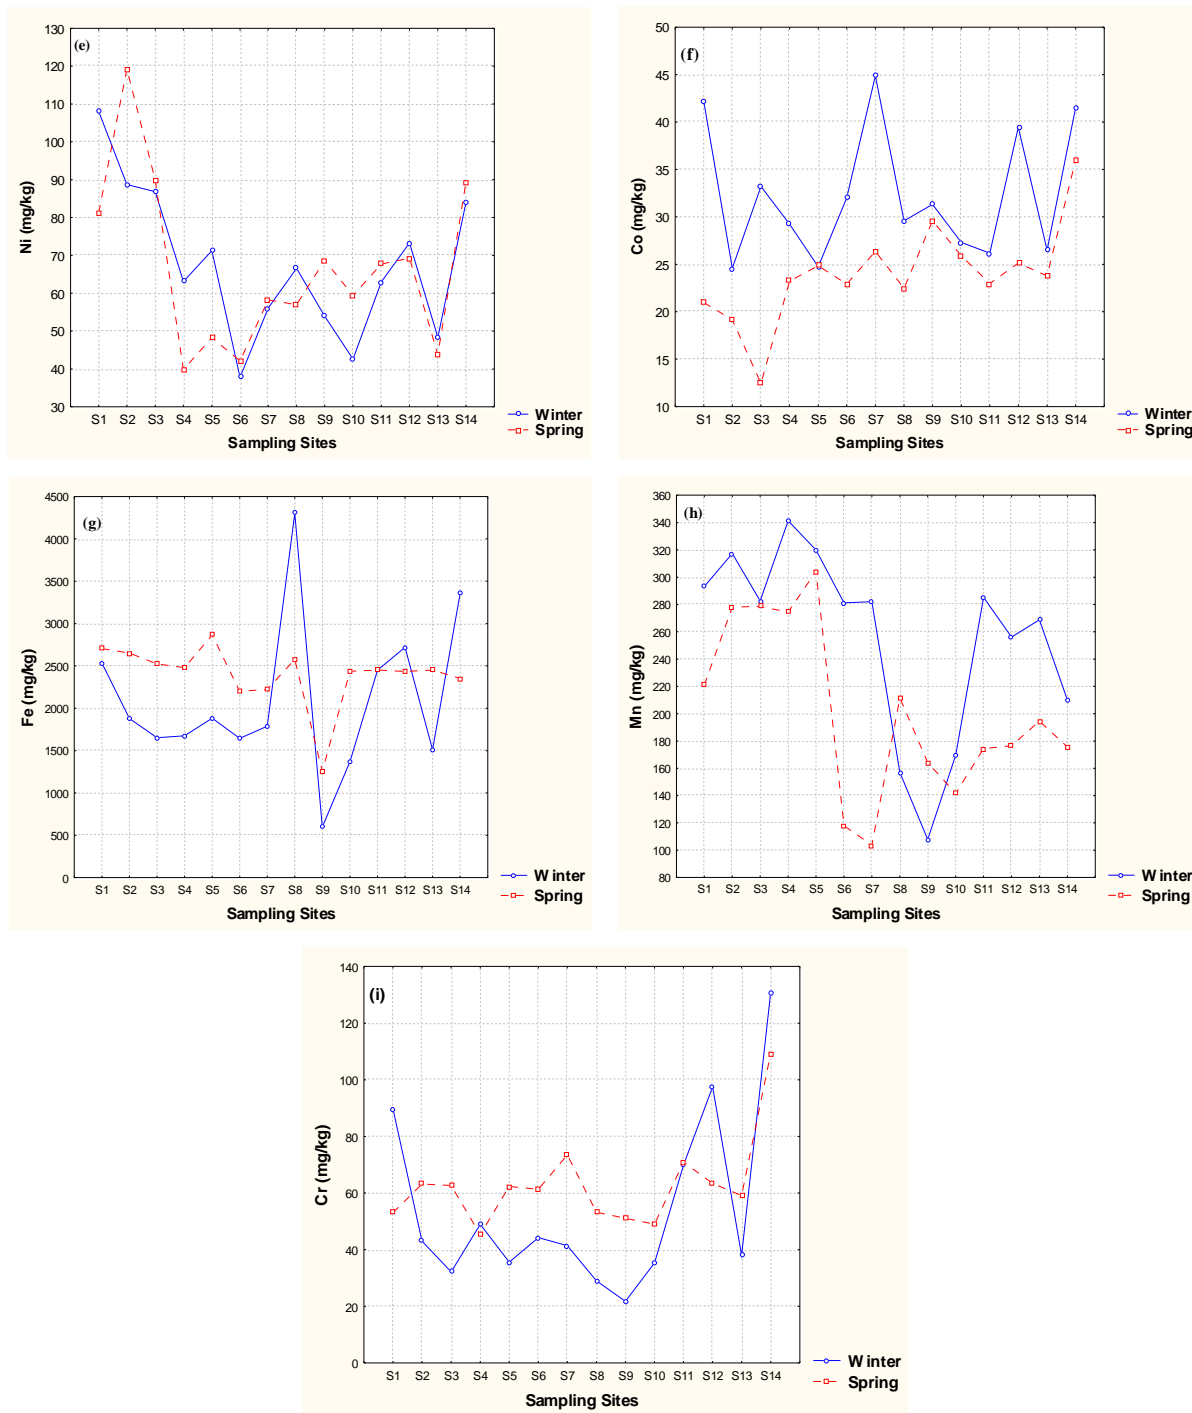 (e)
130
120
110
100
90
80
70
60
50
40
30
Ni (mg/kg)
S1 S2 S3 S4 S5 S6 S7 S8 S9 S10 S11 S12 S13 S14
Sampling Sites
Winter
Spring
(f)
50
45
40
35
30
25
20
15
10
Co (mg/kg)
S1 S2 S3 S4 S5 S6 S7 S8 S9 S10 S11 S12 S13 S14
Sampling Sites
Winter
Spring
(g)
4500
4000
3500
3000
2500
2000
1500
1000
500
0
Fe (mg/kg)
S1 S2 S3 S4 S5 S6 S7 S8 S9 S10 S11 S12 S13 S14
Sampling Sites
Winter
Spring
(h)
360
340
320
300
280
260
240
220
200
180
160
140
120
100
80
Mn (mg/kg)
S1 S2 S3 S4 S5 S6 S7 S8 S9 S10 S11 S12 S13 S14
Sampling Sites
Winter
Spring
(i)
140
120
100
80
60
40
20
0
Cr (mg/kg)
S1 S2 S3 S4 S5 S6 S7 S8 S9 S10 S11 S12 S13 S14
Sampling Sites
Winter
Spring